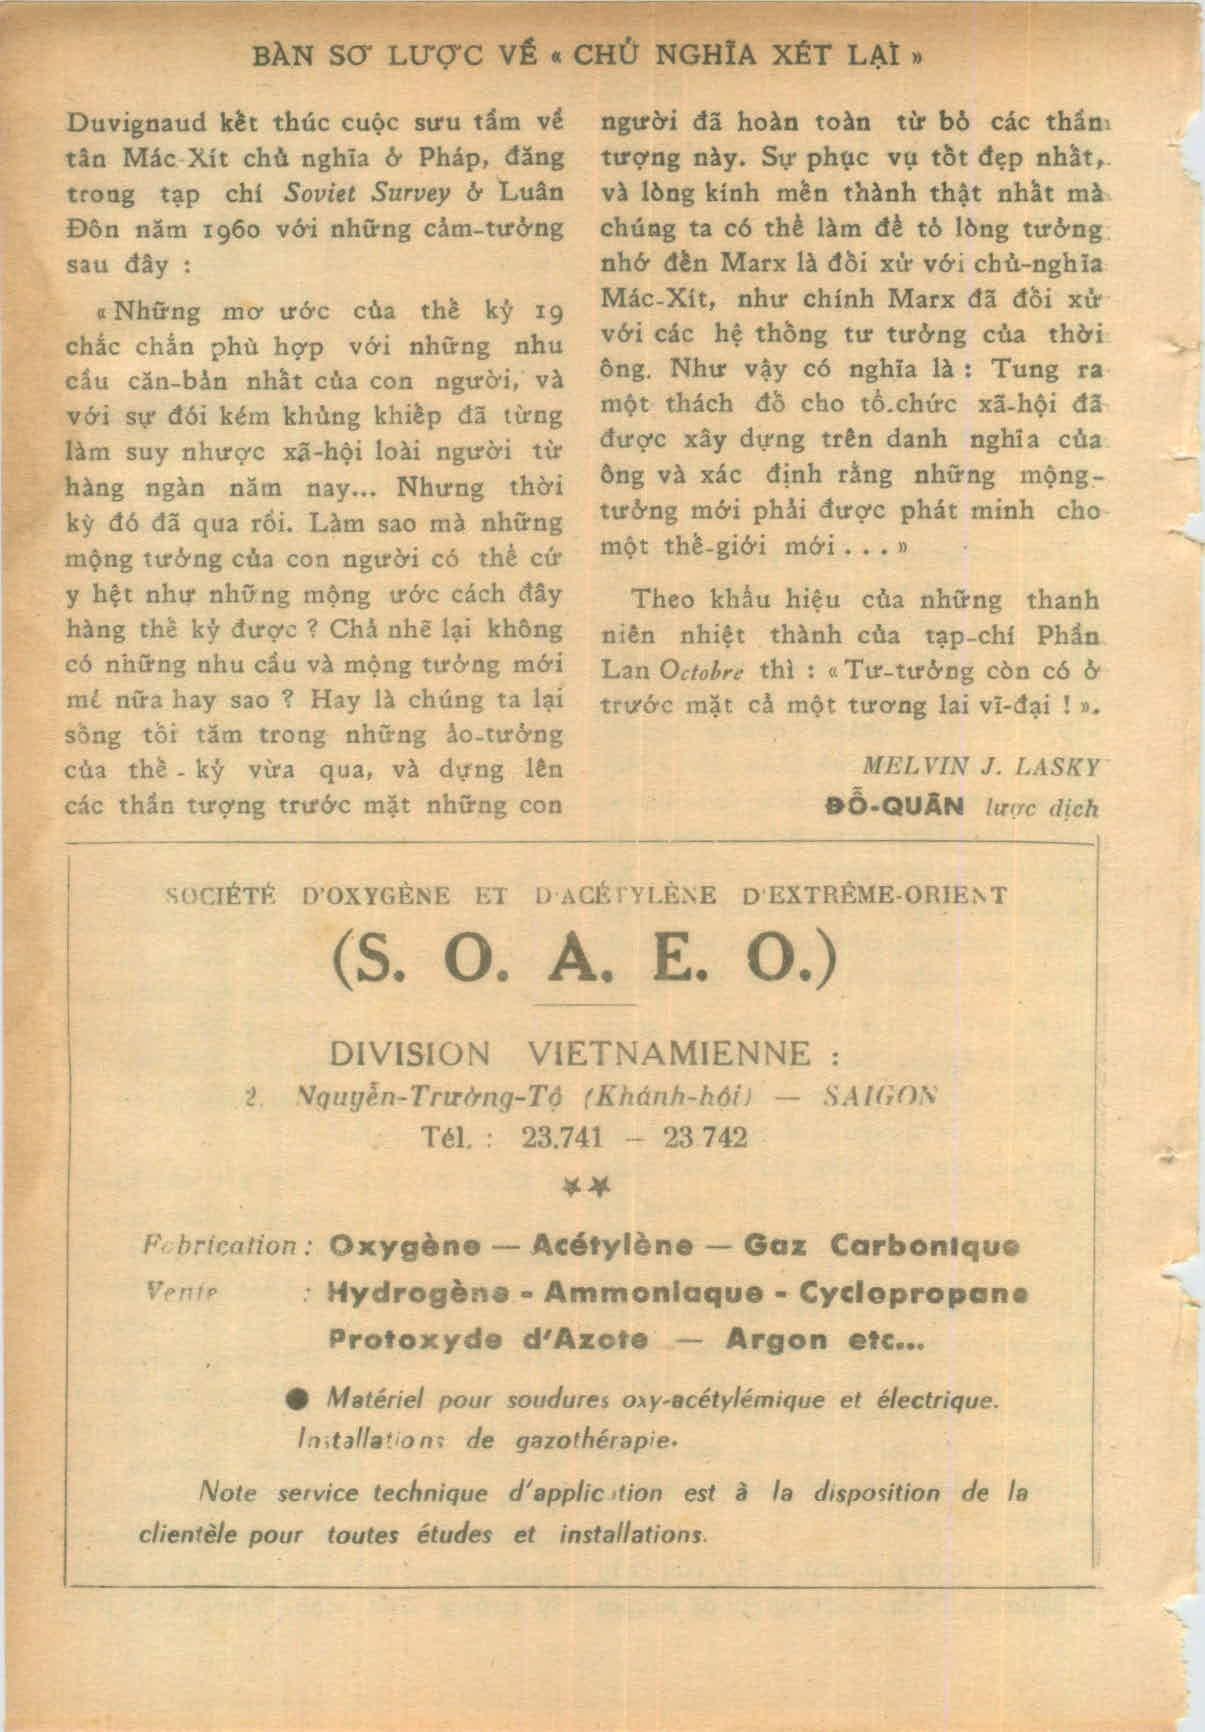 BÀN SƠ LƯỢC VỀ « CHỦ NGHĨA XÉT LẠI »
Duvignaud kết thúc cuộc sưu tầm về
tân Mác-Xít chủ nghĩa ở Pháp, đăng
trong tạp chí Soviet Survey ở Luân
Đôn năm 1960 với những cảm-tưởng
sau đây :
« Những mơ ước của thế kỷ 19
chắc chắn phù hợp với những nhu
cầu căn-bản nhất của con người, và
với sự đói kém khủng khiếp đã từng
làm suy nhược xã-hội loài người từ
hàng ngàn năm nay... Nhưng thời
kỳ đó đã qua rồi. Làm sao mà những
mộng tưởng của con người có thể cứ
y hệt như những mộng ước cách đây
hàng thế kỷ được ? Chả nhẽ lại không
có những nhu cầu và mộng tưởng mới
mẻ nữa hay sao ? Hay là chúng ta lại
sống tối tăm trong những ảo-tưởng
của thế - kỷ vừa qua, và dựng lên
các thần tượng trước mặt những con
người đã hoàn toàn từ bỏ các thần
tượng này. Sự phục vụ tốt đẹp nhất,
và lòng kính mến thành thật nhất mà
chúng ta có thể làm để tỏ lòng tưởng
nhớ đến Marx là đối xử với chủ-nghĩa
Mác-Xít, như chính Marx đã đối xử
với các hệ thống tư tưởng của thời
ông. Như vậy có nghĩa là : Tung ra
một thách đố cho tổ.chức xã-hội đã
được xây dựng trên danh nghĩa của
ông và xác định rằng những mộng-
tưởng mới phải được phát minh cho
một thế-giới mới . . . »
Theo khẩu hiệu của những thanh
niên nhiệt thành của tạp-chí Phần
Lan Octobre thì : « Tư-tưởng còn có ở
trước mặt cả một tương lai vĩ-đại ! ».
MELVIN J. LASKY
ĐỖ-QUÂN lược dịch
SOCIÉTÉ D'OXYGÈNE ET D'ACÉTYLÈNE D'EXTRÊME-ORIENT
(S. O. A. E. O.)
DIVISION VIETNAMIENNE :
2. Nguyễn-Trường-Tộ (Khánh-hôi) — SAIGON
Tél. : 23.741 — 23 742
Fabrication : Oxygène — Acétylène — Gaz Carbonique
Vente : Hydrogène - Ammoniaque - Cyclopropane
Protoxyde d'Azote — Argon etc...
● Matériel pour soudures oxy-acétylémique et électrique.
Installations de gazothérapie.
Note service technique d'application est à la disposition de la
clientèle pour toutes études et installations.